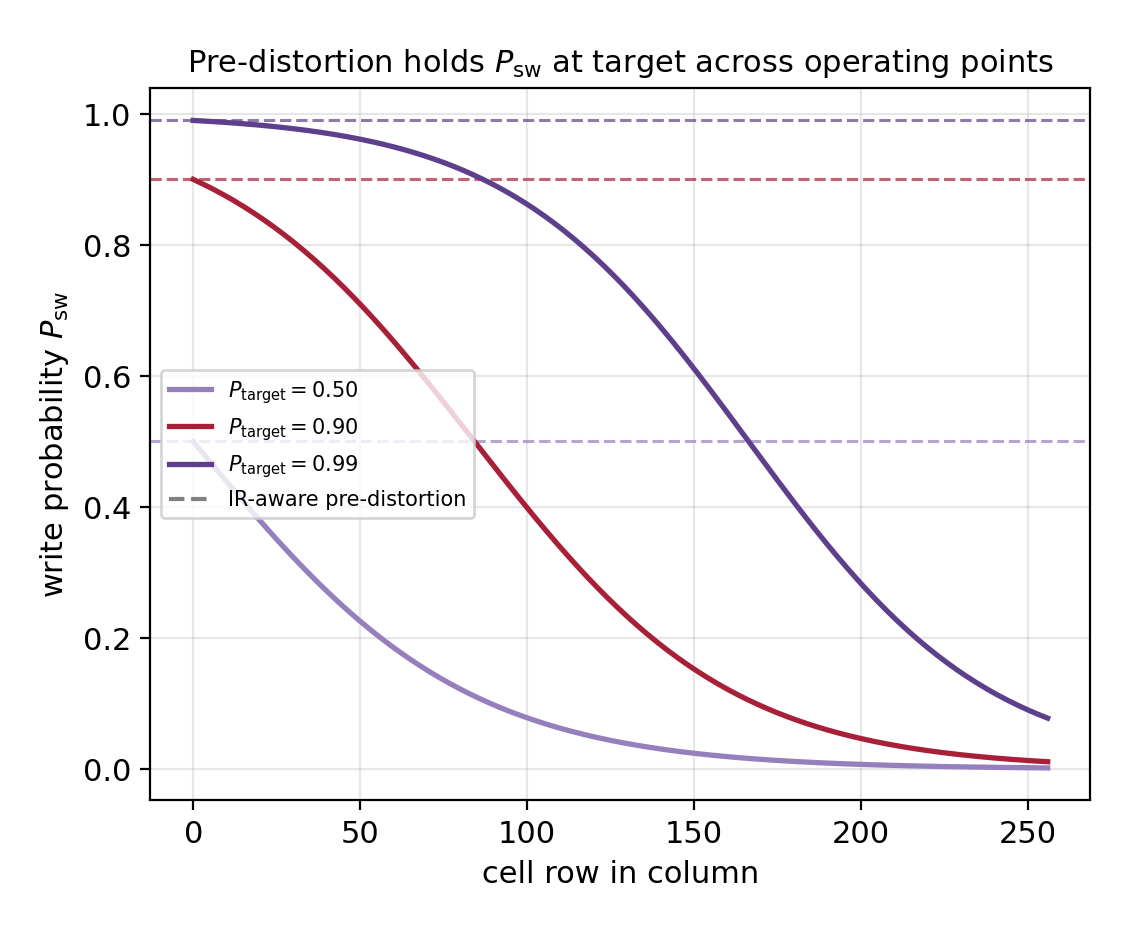 Pre-distortion holds P_sw at target across operating points
write probability P_sw
1.0
0.8
0.6
0.4
0.2
0.0
P_target = 0.50
P_target = 0.90
P_target = 0.99
IR-aware pre-distortion
0 50 100 150 200 250
cell row in column